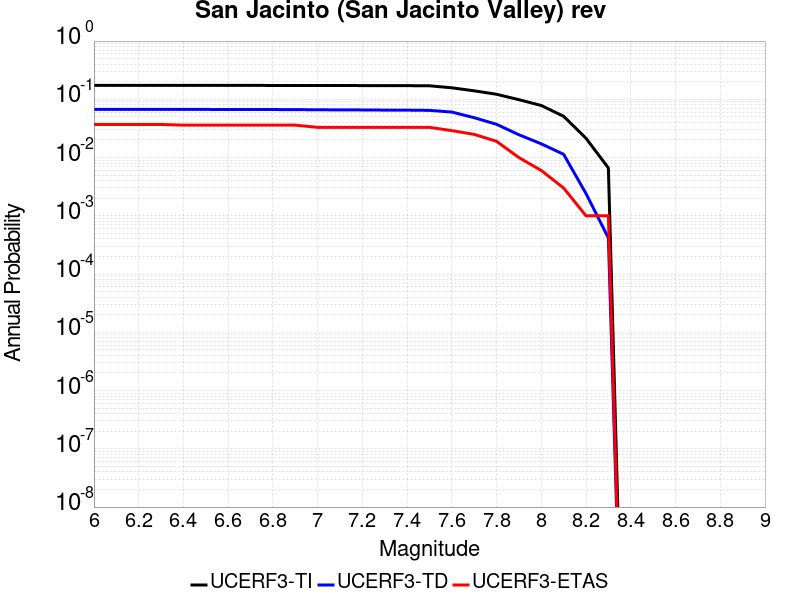 San Jacinto (San Jacinto Valley) rev
10^0
10^-1
10^-2
10^-3
10^-4
10^-5
10^-6
10^-7
10^-8
Annual Probability
6 6.2 6.4 6.6 6.8 7 7.2 7.4 7.6 7.8 8 8.2 8.4 8.6 8.8 9
Magnitude
UCERF3-TI UCERF3-TD UCERF3-ETAS